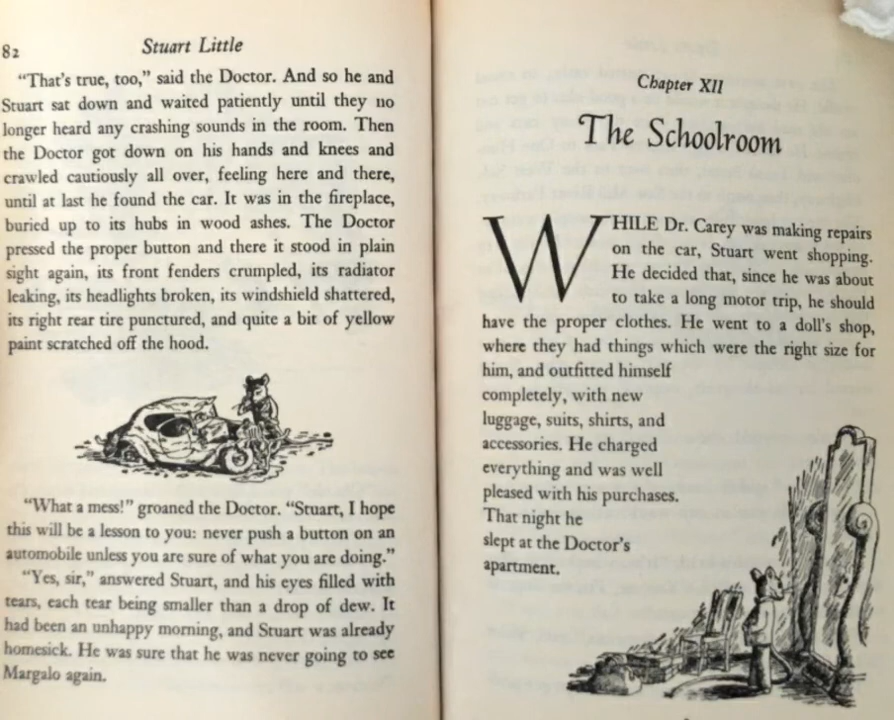 82
Stuart Little
“That’s true, too,” said the Doctor. And so he and
Stuart sat down and waited patiently until they no
longer heard any crashing sounds in the room. Then
the Doctor got down on his hands and knees and
crawled cautiously all over, feeling here and there,
until at last he found the car. It was in the fireplace,
buried up to its hubs in wood ashes. The Doctor
pressed the proper button and there it stood in plain
sight again, its front fenders crumpled, its radiator
leaking, its headlights broken, its windshield shattered,
its right rear tire punctured, and quite a bit of yellow
paint scratched off the hood.
“What a mess!” groaned the Doctor. “Stuart, I hope
this will be a lesson to you: never push a button on an
automobile unless you are sure of what you are doing.”
“Yes, sir,” answered Stuart, and his eyes filled with
tears, each tear being smaller than a drop of dew. It
had been an unhappy morning, and Stuart was already
homesick. He was sure that he was never going to see
Margalo again.
Chapter XII
The Schoolroom
WHILE Dr. Carey was making repairs
on the car, Stuart went shopping.
He decided that, since he was about
to take a long motor trip, he should
have the proper clothes. He went to a doll’s shop,
where they had things which were the right size for
him, and outfitted himself
completely, with new
luggage, suits, shirts, and
accessories. He charged
everything and was well
pleased with his purchases.
That night he
slept at the Doctor’s
apartment.